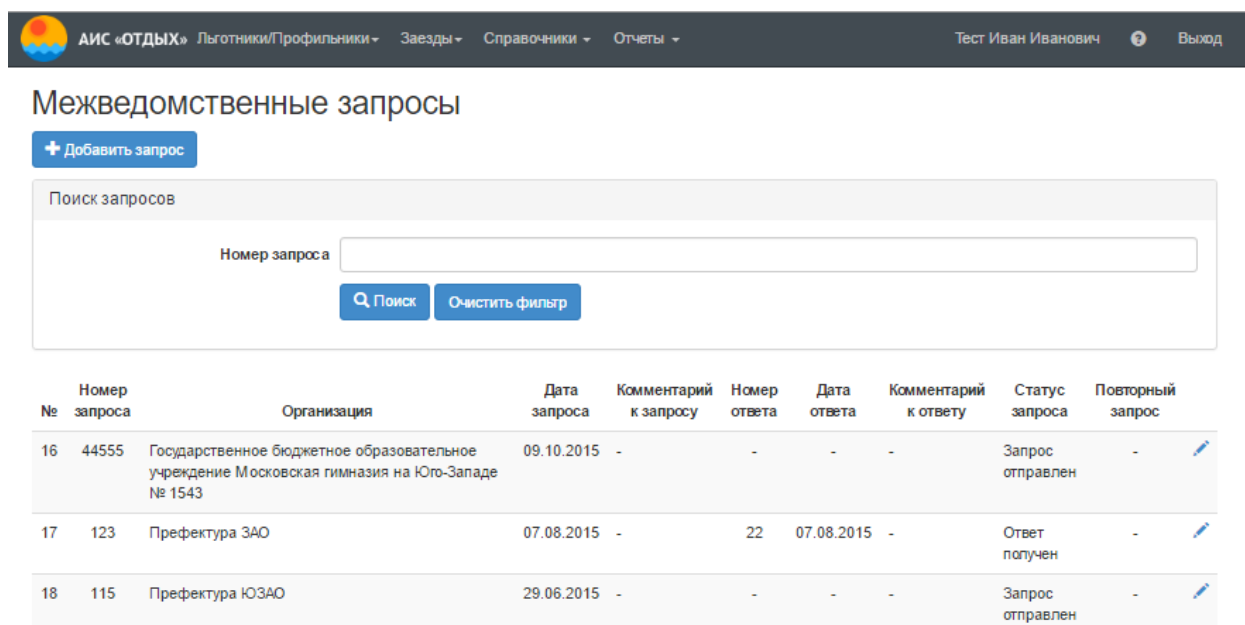 АИС «ОТДЫХ» Льготники/Профильники Заезды Справочники Отчеты Тест Иван Иванович ? Выход
Межведомственные запросы
Добавить запрос
Поиск запросов
Номер запроса
Поиск Очистить фильтр
Номер Дата Комментарий Номер Дата Комментарий Статус Повторный
№ запроса Организация запроса к запросу ответа ответа к ответу запроса запрос
16 44555 Государственное бюджетное образовательное 09.10.2015 - - - - Запрос -
учреждение Московская гимназия на Юго-Западе отправлен
№ 1543
17 123 Префектура ЗАО 07.08.2015 - 22 07.08.2015 - Ответ -
получен
18 115 Префектура ЮЗАО 29.06.2015 - - - - Запрос -
отправлен